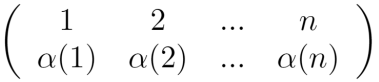 ( 1 2 ... n )
( α(1) α(2) ... α(n) )